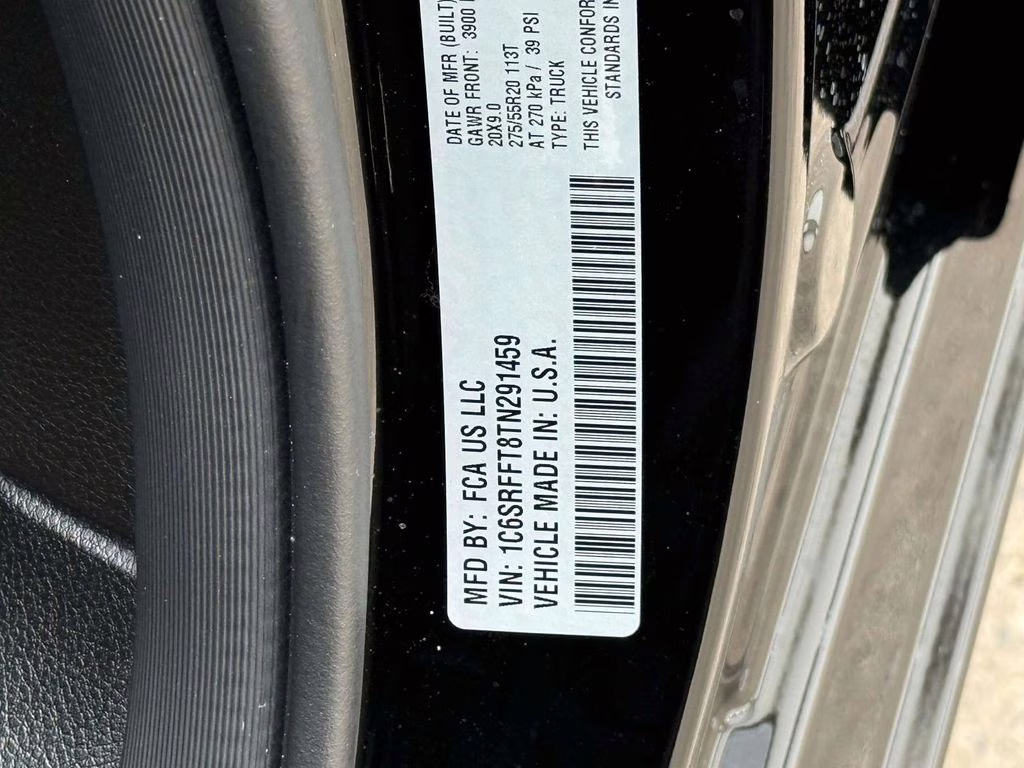 MFD BY: FCA US LLC
VIN: 1C6SRFFT8TN291459
VEHICLE MADE IN: U.S.A.
DATE OF MFR (BUILT)
GAWR FRONT: 3900
20X9.0
275/55R20 113T
AT 270 kPa / 39 PSI
TYPE: TRUCK
THIS VEHICLE CONFOR
STANDARDS IN